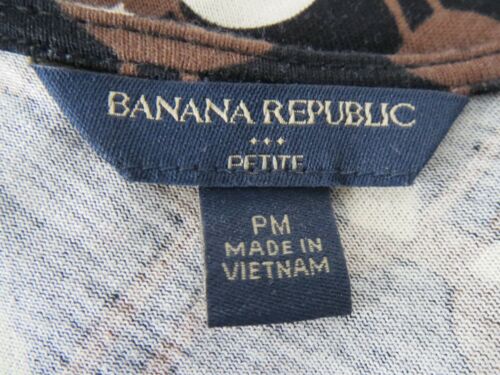 BANANA REPUBLIC
PETITE
PM
MADE IN
VIETNAM